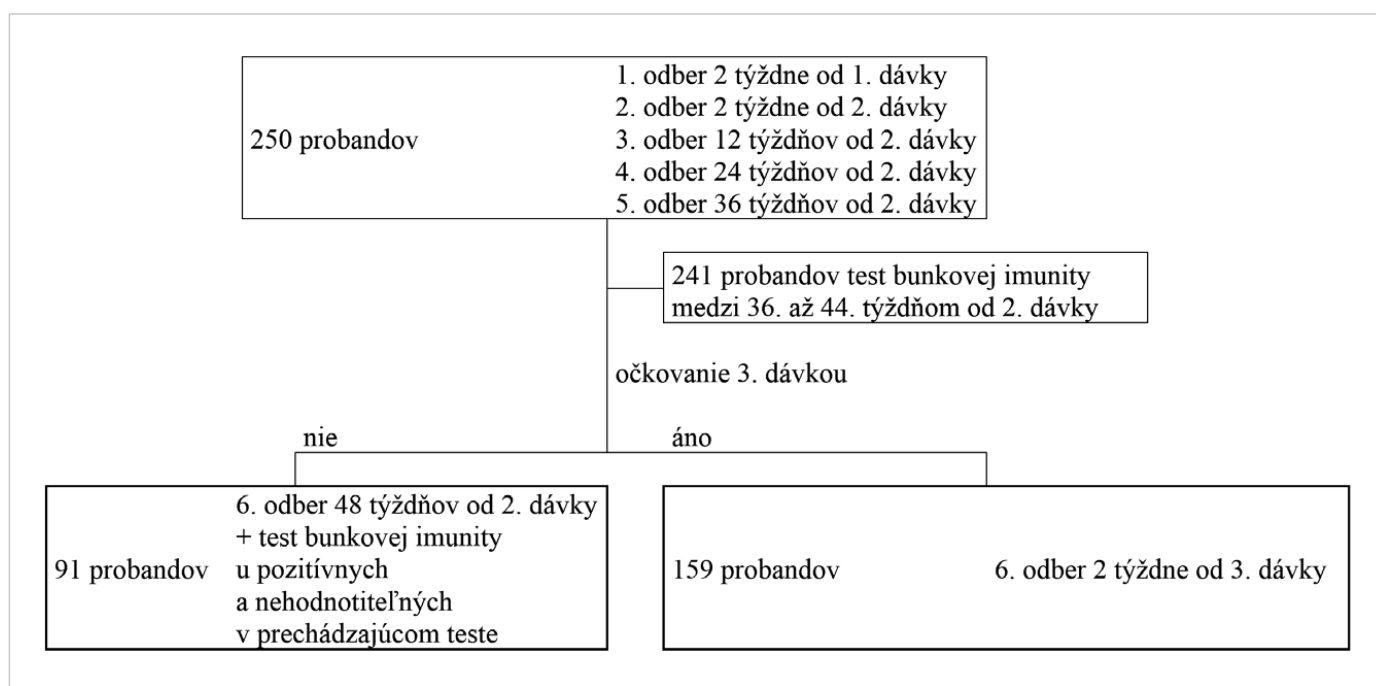 250 probandov
1. odber 2 týždne od 1. dávky
2. odber 2 týždne od 2. dávky
3. odber 12 týždňov od 2. dávky
4. odber 24 týždňov od 2. dávky
5. odber 36 týždňov od 2. dávky
241 probandov test bunkovej imunity
medzi 36. až 44. týždňom od 2. dávky
očkovanie 3. dávkou
nie
áno
91 probandov
6. odber 48 týždňov od 2. dávky
+ test bunkovej imunity
u pozitívnych
a nehodnotiteľných
v prechádzajúcom teste
159 probandov
6. odber 2 týždne od 3. dávky